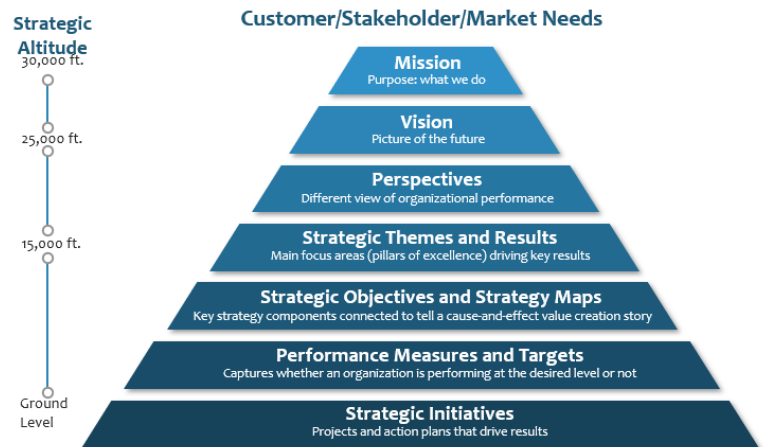 Customer/Stakeholder/Market Needs
Strategic
Altitude
30,000 ft.
25,000 ft.
15,000 ft.
Ground
Level
Mission
Purpose: what we do
Vision
Picture of the future
Perspectives
Different view of organizational performance
Strategic Themes and Results
Main focus areas (pillars of excellence) driving key results
Strategic Objectives and Strategy Maps
Key strategy components connected to tell a cause-and-effect value creation story
Performance Measures and Targets
Captures whether an organization is performing at the desired level or not
Strategic Initiatives
Projects and action plans that drive results